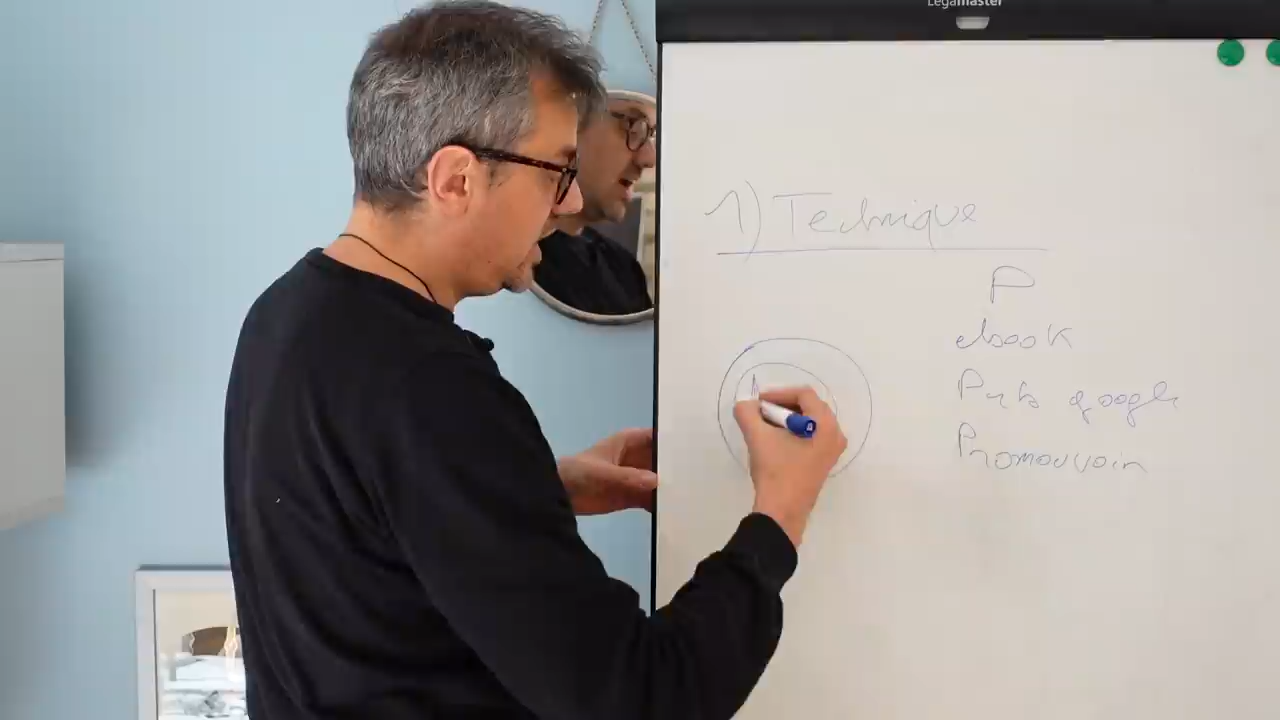 Legamaster
1) Technique
P
ebook
Pub google
Promouvoir